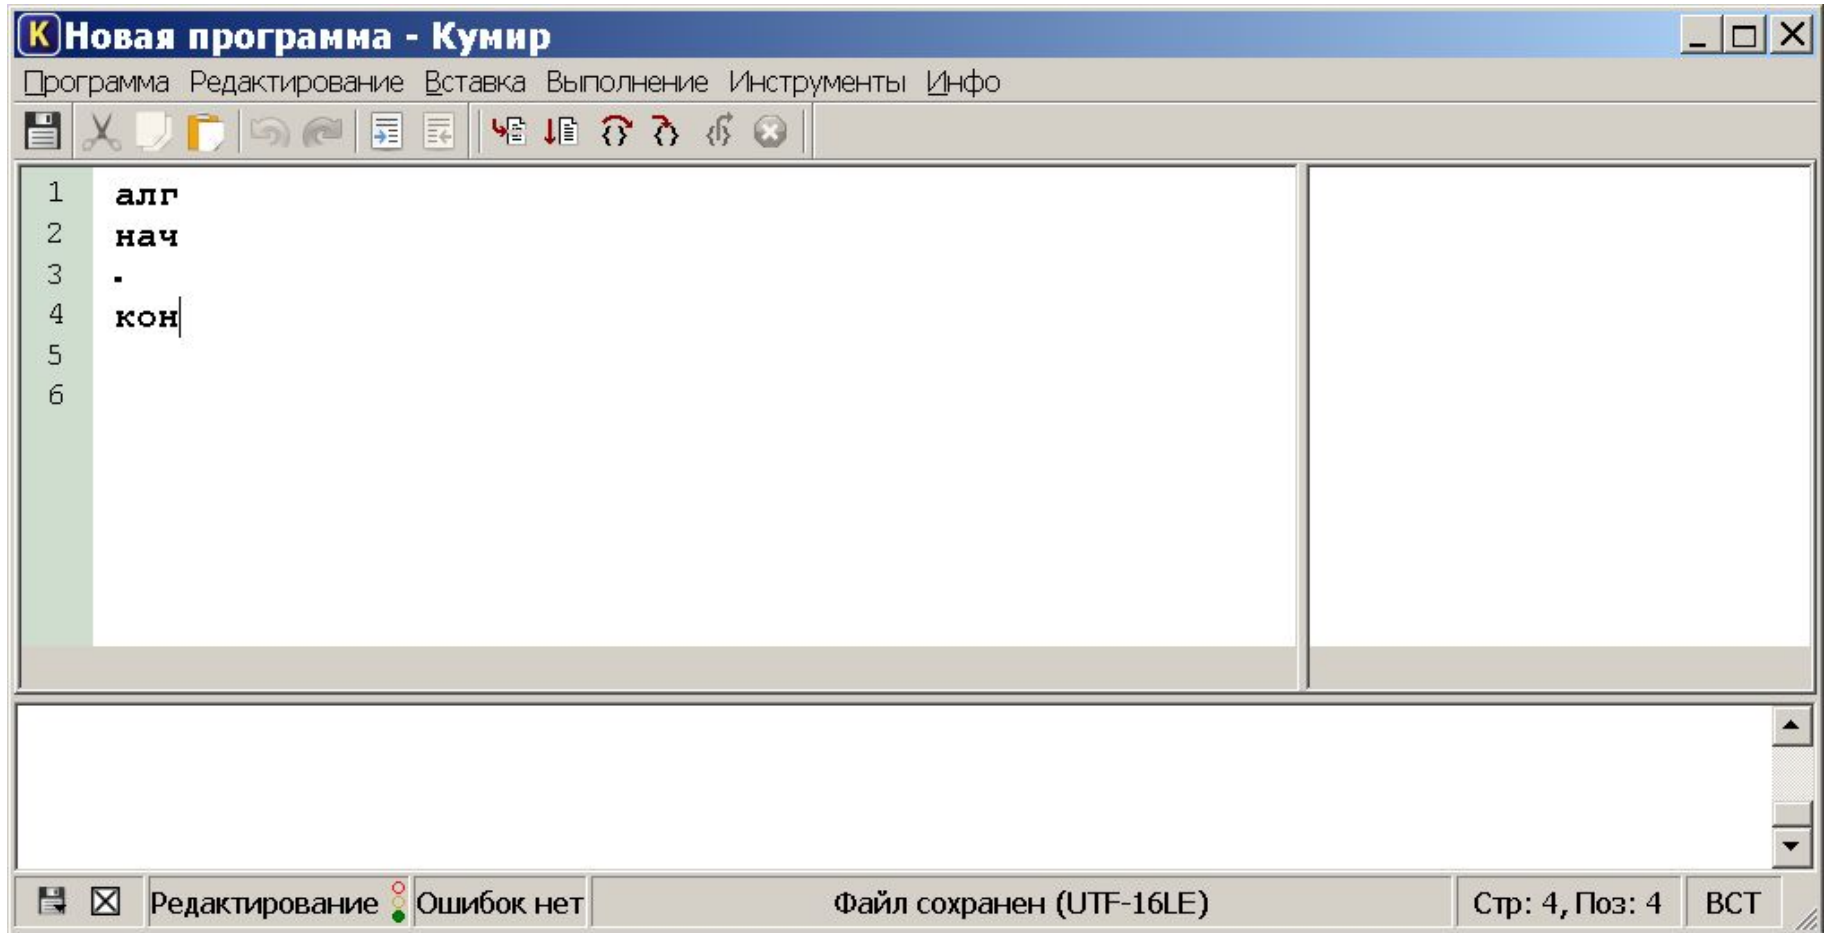 Новая программа - Кумир
Программа Редактирование Вставка Выполнение Инструменты Инфо
1 алг
2 нач
3 .
4 кон
5
6
Редактирование Ошибок нет Файл сохранен (UTF-16LE) Стр: 4, Поз: 4 ВСТ